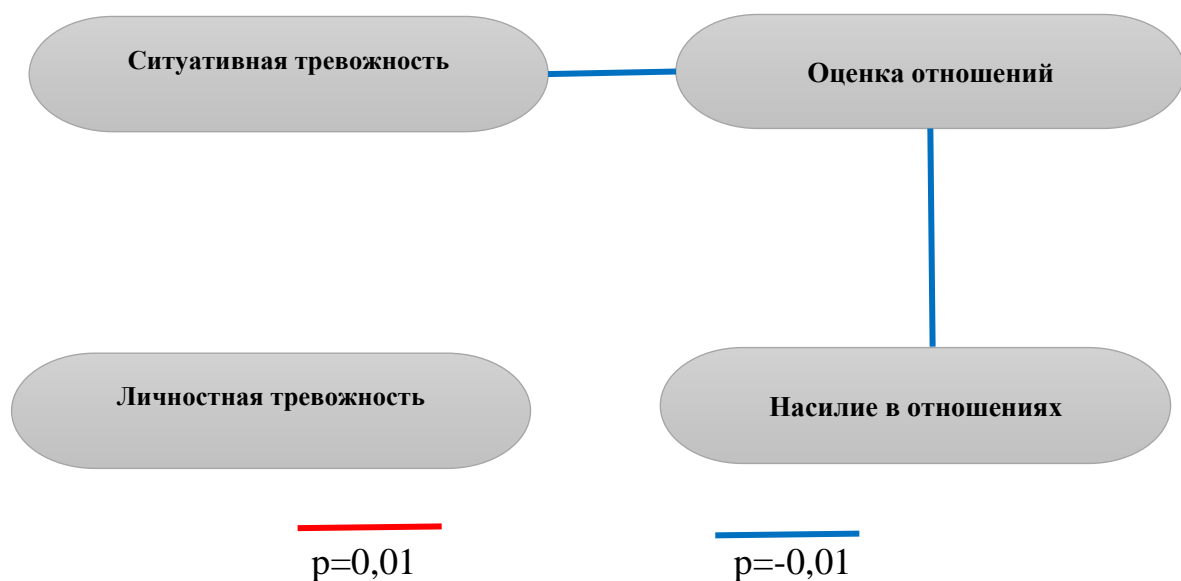 Ситуативная тревожность
Оценка отношений
Личностная тревожность
Насилие в отношениях
p=0,01
p=-0,01